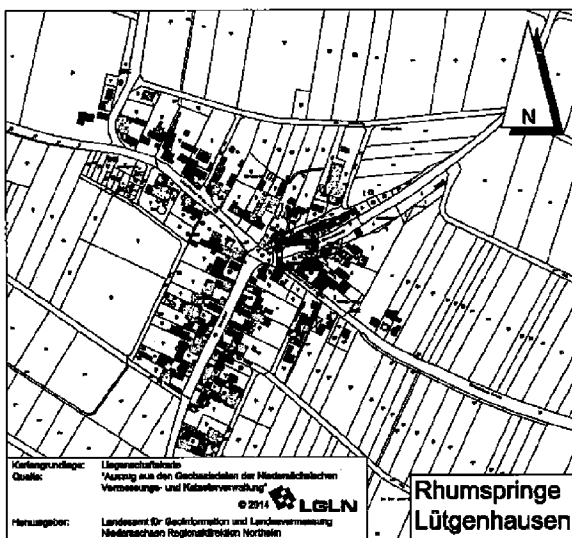 N
Kartengrundlage: Liegenschaftskarte
Quelle: "Auszug aus den Geobasisdaten der Niedersächsischen
Vermessungs- und Katasterverwaltung"
© 2014 LGLN
Herausgeber: Landesamt für Geoinformation und Landesvermessung
Niedersachsen Regionaldirektion Northeim
Rhumspringe
Lütgenhausen